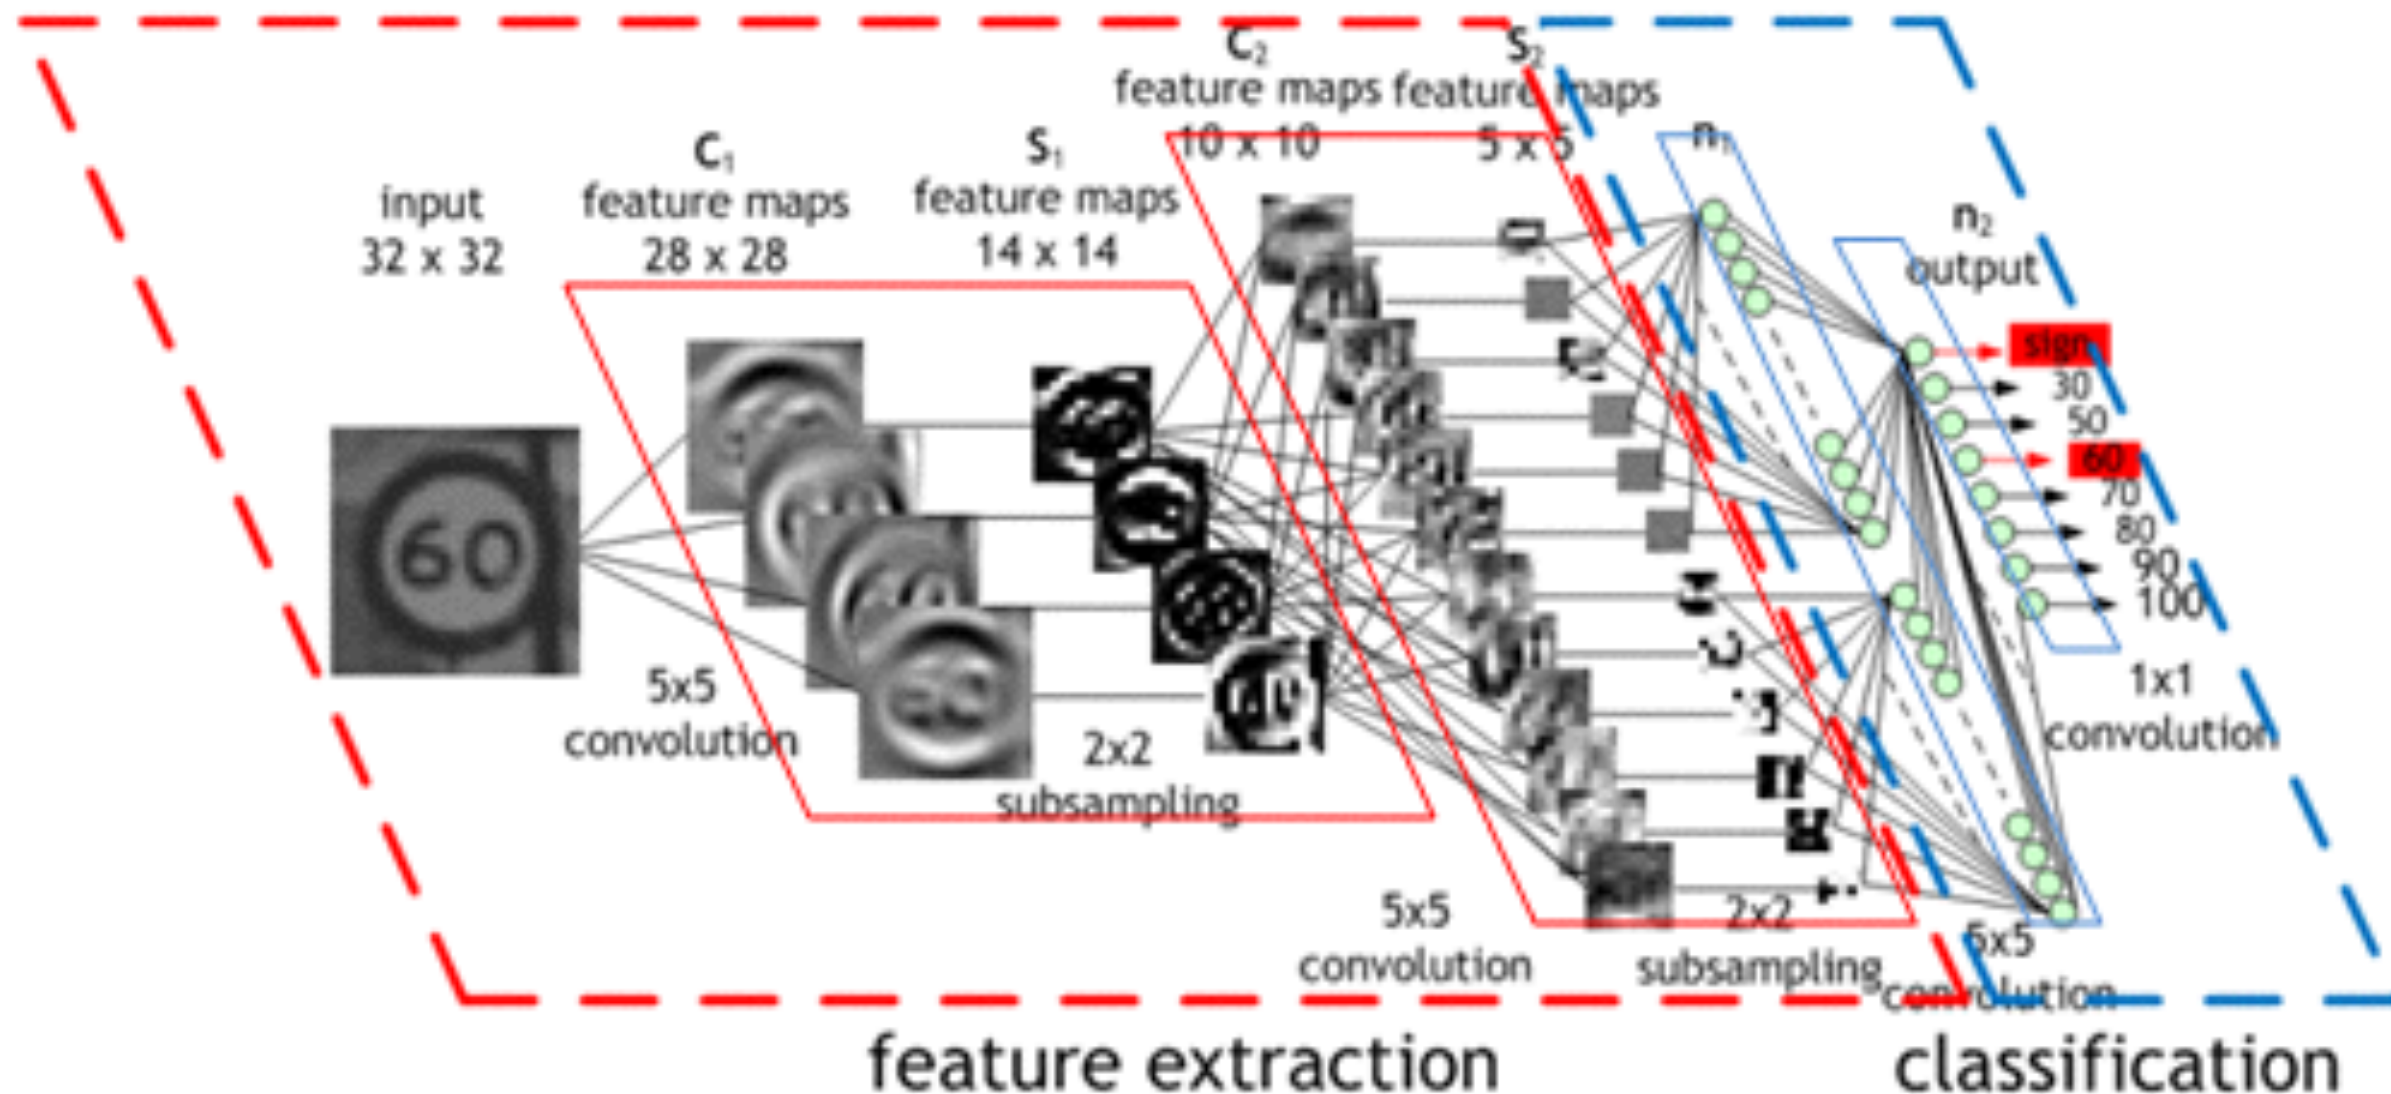 input
32 x 32
C1
feature maps
28 x 28
S1
feature maps
14 x 14
C2
feature maps
10 x 10
S2
feature maps
5 x 5
n1
n2
output
60
sign
30
50
60
70
80
90
100
5x5
convolution
2x2
subsampling
5x5
convolution
2x2
subsampling
5x5
convolution
1x1
convolution
feature extraction
classification